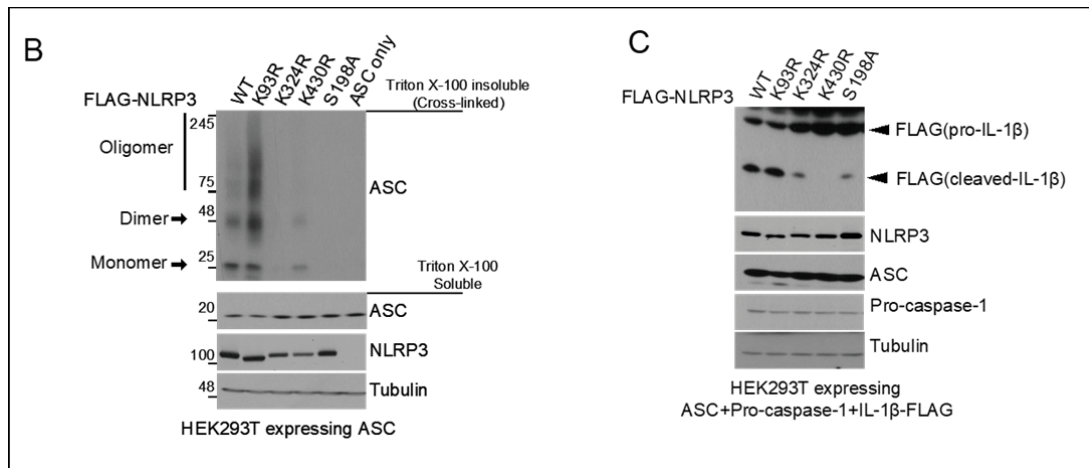 B
FLAG-NLRP3
WT
K93R
K324R
K430R
S198A
ASC only
Triton X-100 insoluble
(Cross-linked)
245
Oligomer
75
ASC
Dimer
48
Monomer
25
Triton X-100
Soluble
20
ASC
100
NLRP3
48
Tubulin
HEK293T expressing ASC
C
FLAG-NLRP3
WT
K93R
K324R
K430R
S198A
FLAG(pro-IL-1β)
FLAG(cleaved-IL-1β)
NLRP3
ASC
Pro-caspase-1
Tubulin
HEK293T expressing
ASC+Pro-caspase-1+IL-1β-FLAG